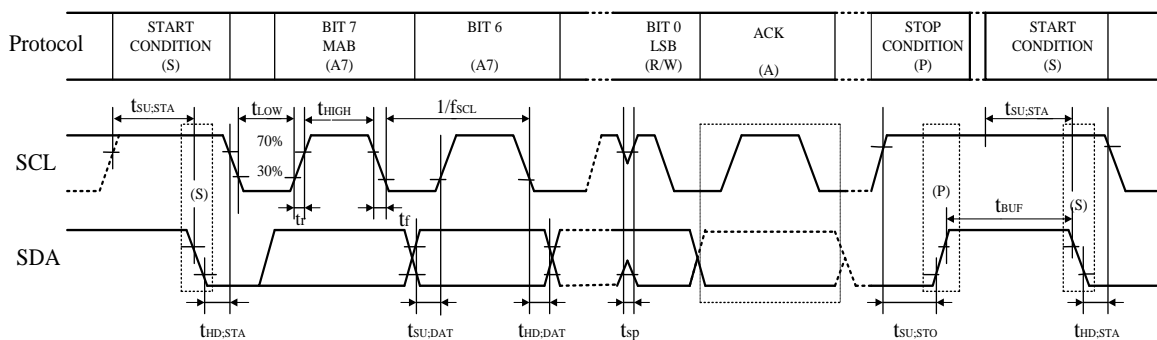 Protocol
START
CONDITION
(S)
BIT 7
MAB
(A7)
BIT 6
(A7)
BIT 0
LSB
(R/W)
ACK
(A)
STOP
CONDITION
(P)
START
CONDITION
(S)
tSU;STA
tLOW
tHIGH
1/fSCL
tSU;STA
70%
SCL
30%
(S)
(P)
(S)
tr
tf
tBUF
SDA
tHD;STA
tSU;DAT
tHD;DAT
tsp
tSU;STO
tHD;STA